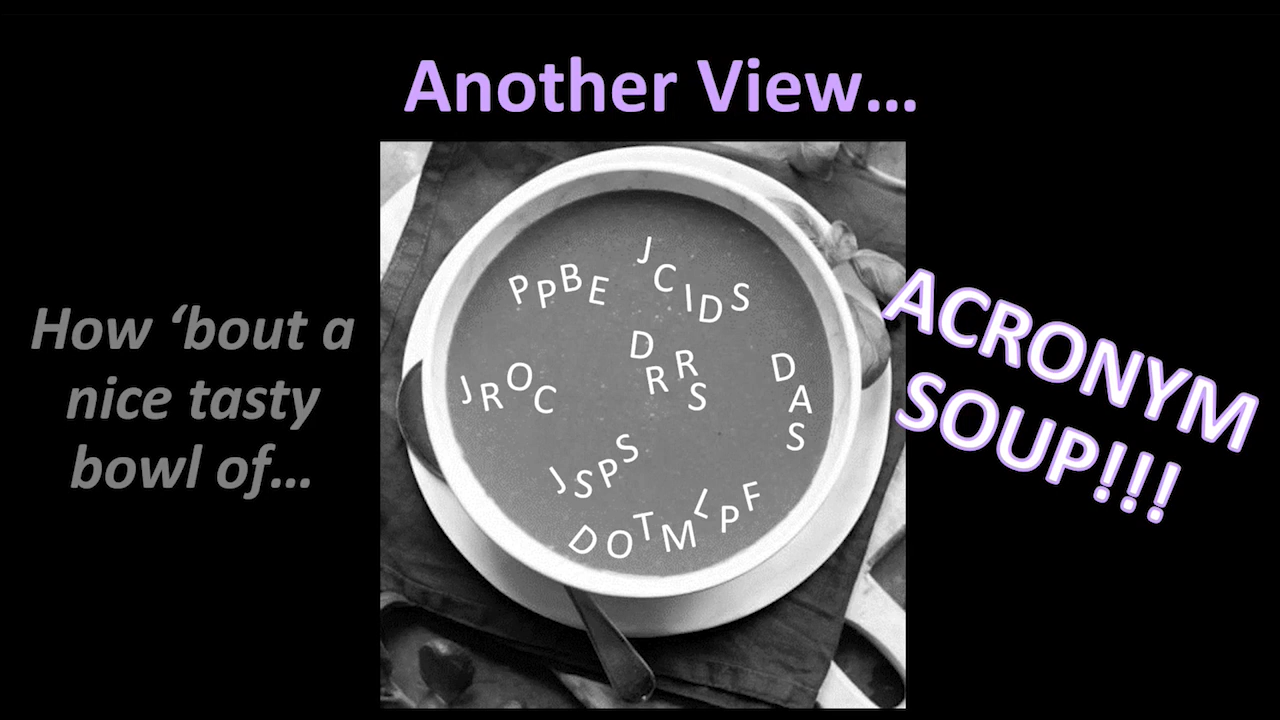 Another View...
How ‘bout a
nice tasty
bowl of...
PPBE
JCIDS
DRRS
JROC
DAS
JSPS
DOTMLPF
ACRONYM
SOUP!!!